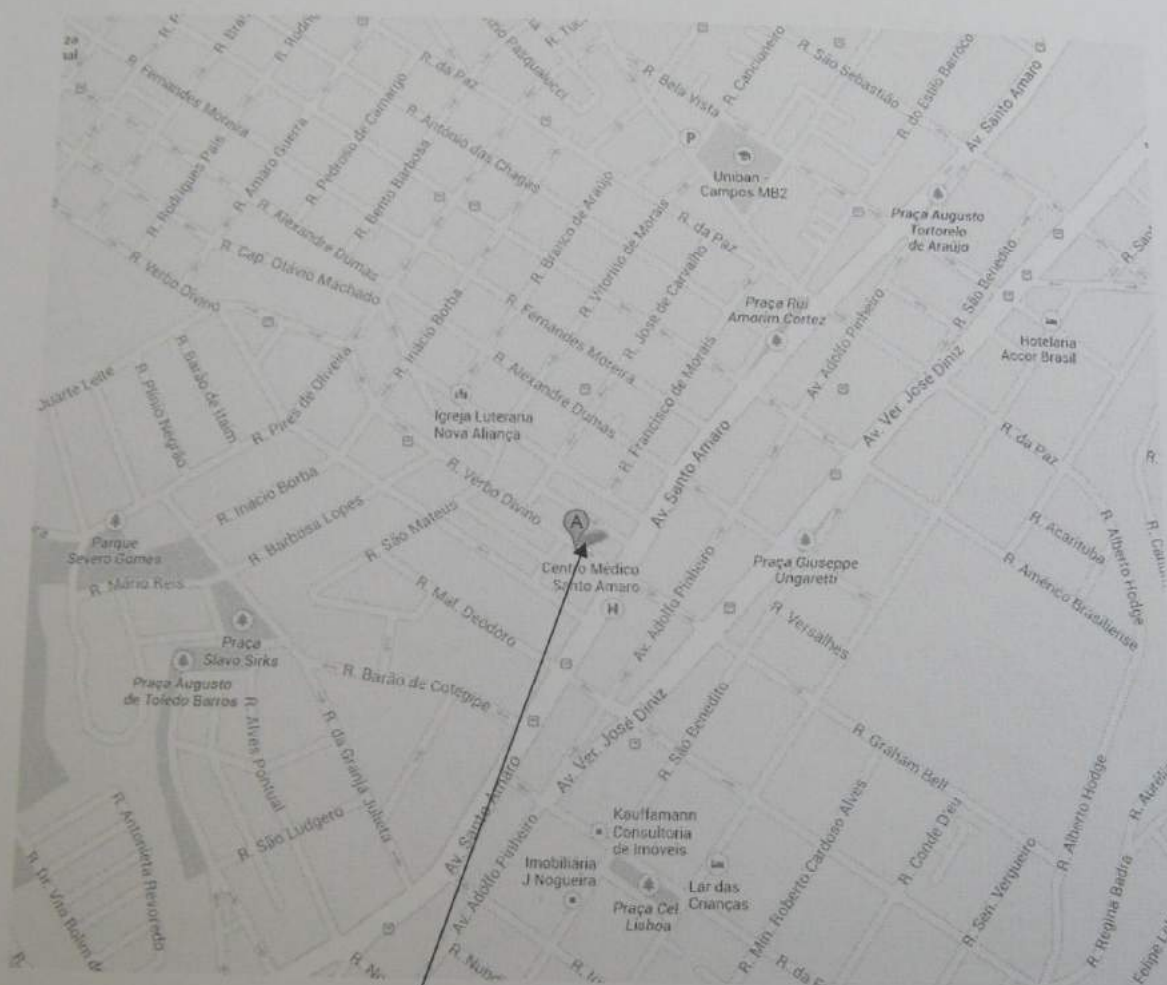 R. Tuc
R. Cancioneiro
R. São Sebastião
R. do Estilo Barroco
Av. Santo Amaro
R. da Paz
R. Bela Vista
R. Fernandes Moreira
R. Antônio das Chagas
P
Uniban -
Campos MB2
R. Amaro Guerra
R. Pedroso de Camargo
R. Bento Barbosa
Praça Augusto
Tortorelo
de Araújo
R. Rodrigues Pais
R. Alexandre Dumas
R. Branco de Araújo
R. Vitorino de Morais
R. da Paz
R. São Benedito
R. Cap. Otávio Machado
R. José de Carvalho
R. Verbo Divino
Praça Rui
Amorim Cortez
Av. Adolfo Pinheiro
R. Inácio Borba
R. Fernandes Moreira
Hotelaria
Accor Brasil
R. Barão de Itaim
R. Pires de Oliveira
R. Alexandre Dumas
R. Francisco de Morais
Av. Ver. José Diniz
Juarte Leite
R. Plínio Negrão
Igreja Luterana
Nova Aliança
R. da Paz
Av. Santo Amaro
R. Inácio Borba
R. Verbo Divino
R. Barbosa Lopes
R. São Mateus
A
R. Acarituba
R. Alberto Hodge
Parque
Severo Gomes
Centro Médico
Santo Amaro
Praça Giuseppe
Ungaretti
R. Américo Brasiliense
R. Mário Reis
R. Mal. Deodoro
H
Av. Adolfo Pinheiro
R. Versalhes
Praça
Slavo Sirks
Praça Augusto
de Toledo Barros
R. Barão de Cotegipe
R. Alves Pontual
R. da Granja Julieta
Av. Ver. José Diniz
R. São Benedito
R. Graham Bell
R. Antonieta Revoredo
R. São Ludgero
Av. Santo Amaro
Kauffamann
Consultoria
de Imóveis
R. Conde D'eu
R. Alberto Hodge
Av. Adolfo Pinheiro
Imobiliária
J Nogueira
Lar das
Crianças
Praça Cel
Lisboa
R. Min. Roberto Cardoso Alves
R. Sen. Vergueiro
R. Regina Badra